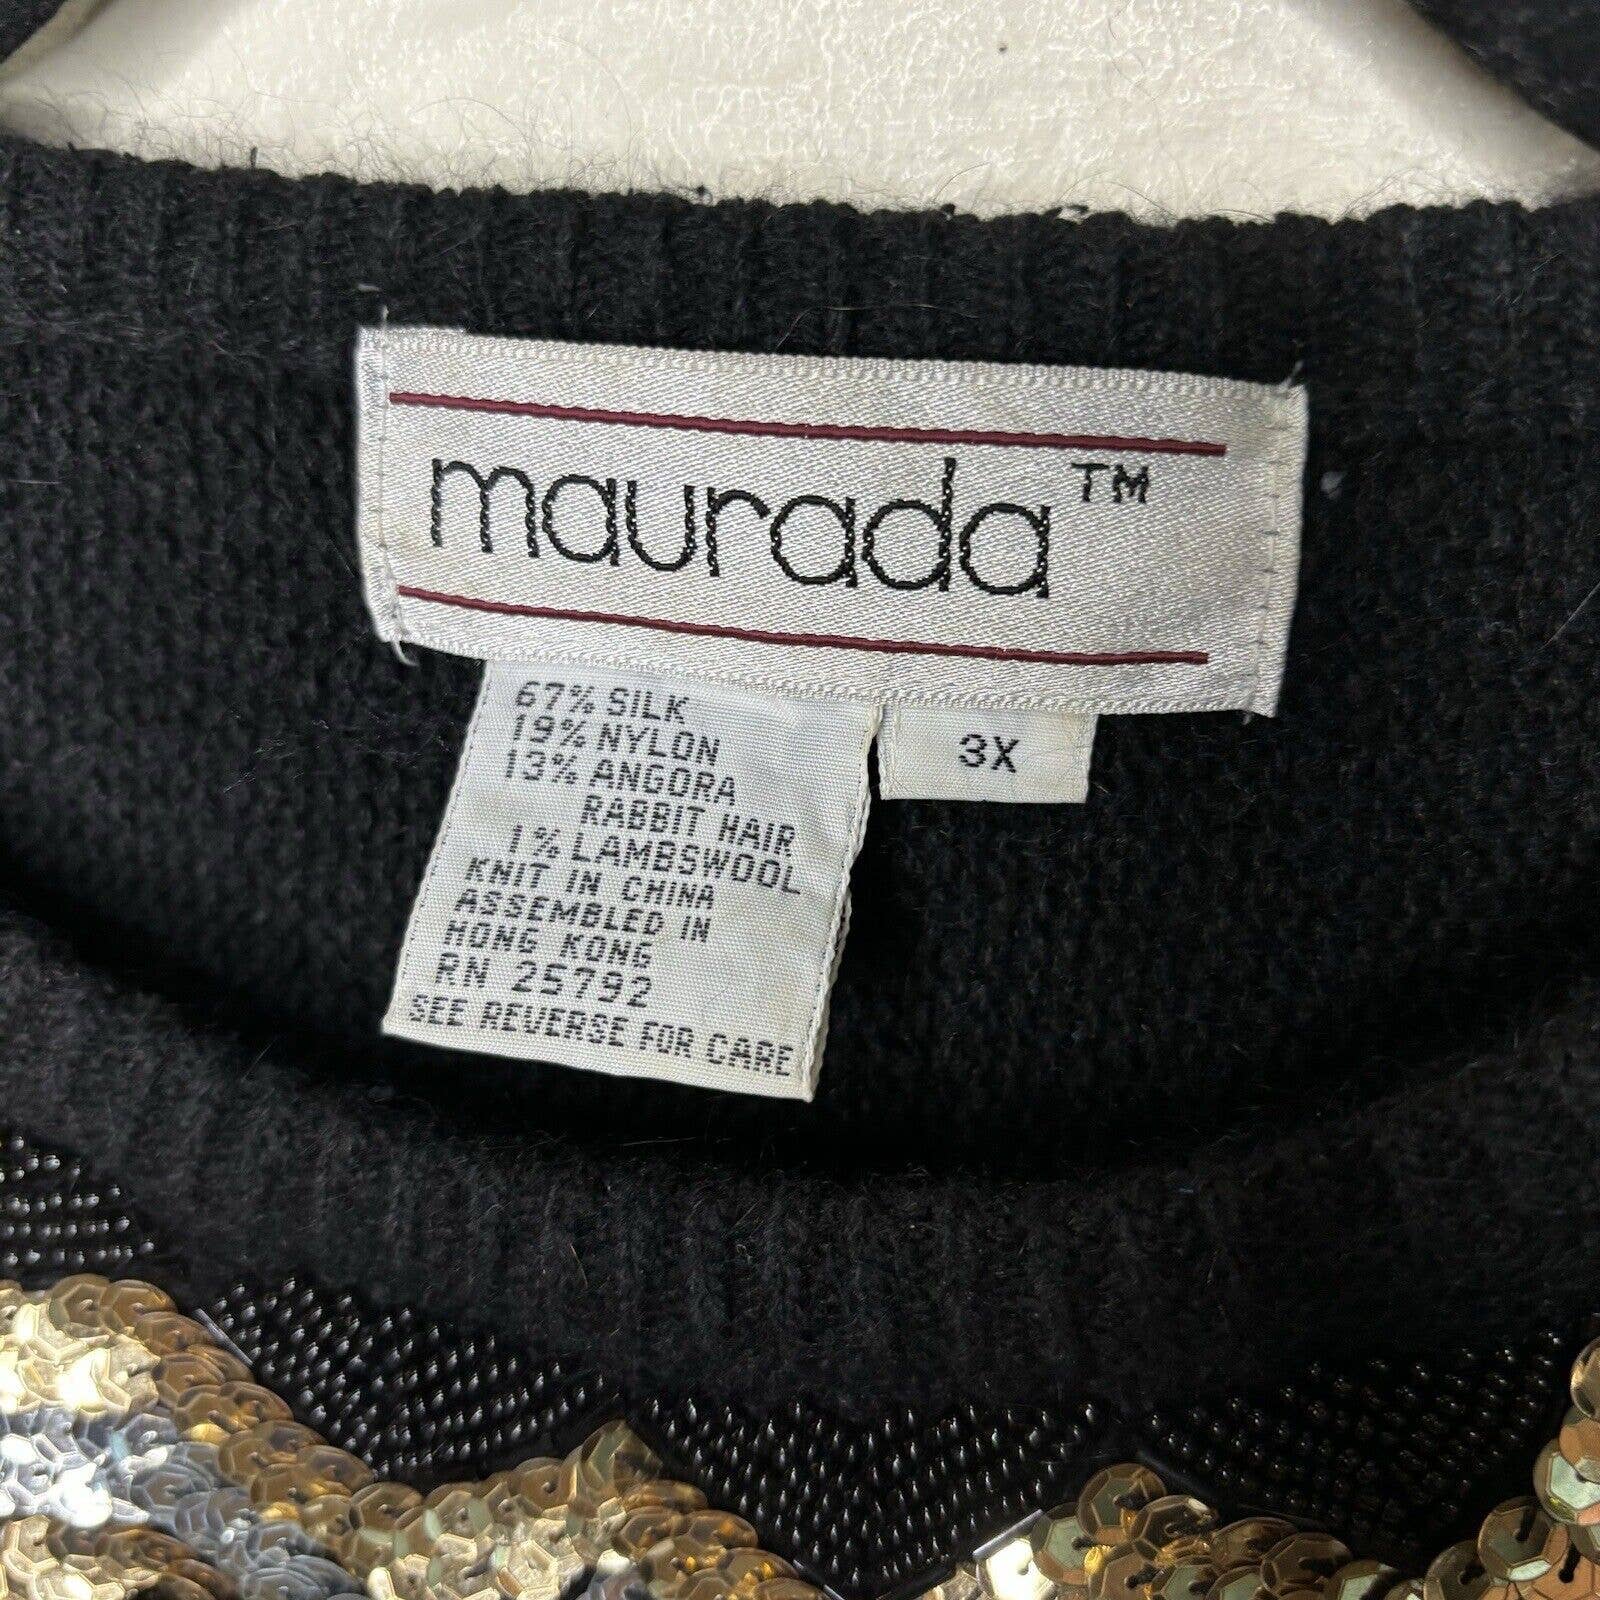 maurada™
67% SILK
19% NYLON
13% ANGORA
RABBIT HAIR
1% LAMBSWOOL
KNIT IN CHINA
ASSEMBLED IN
HONG KONG
RN 25792
SEE REVERSE FOR CARE
3X